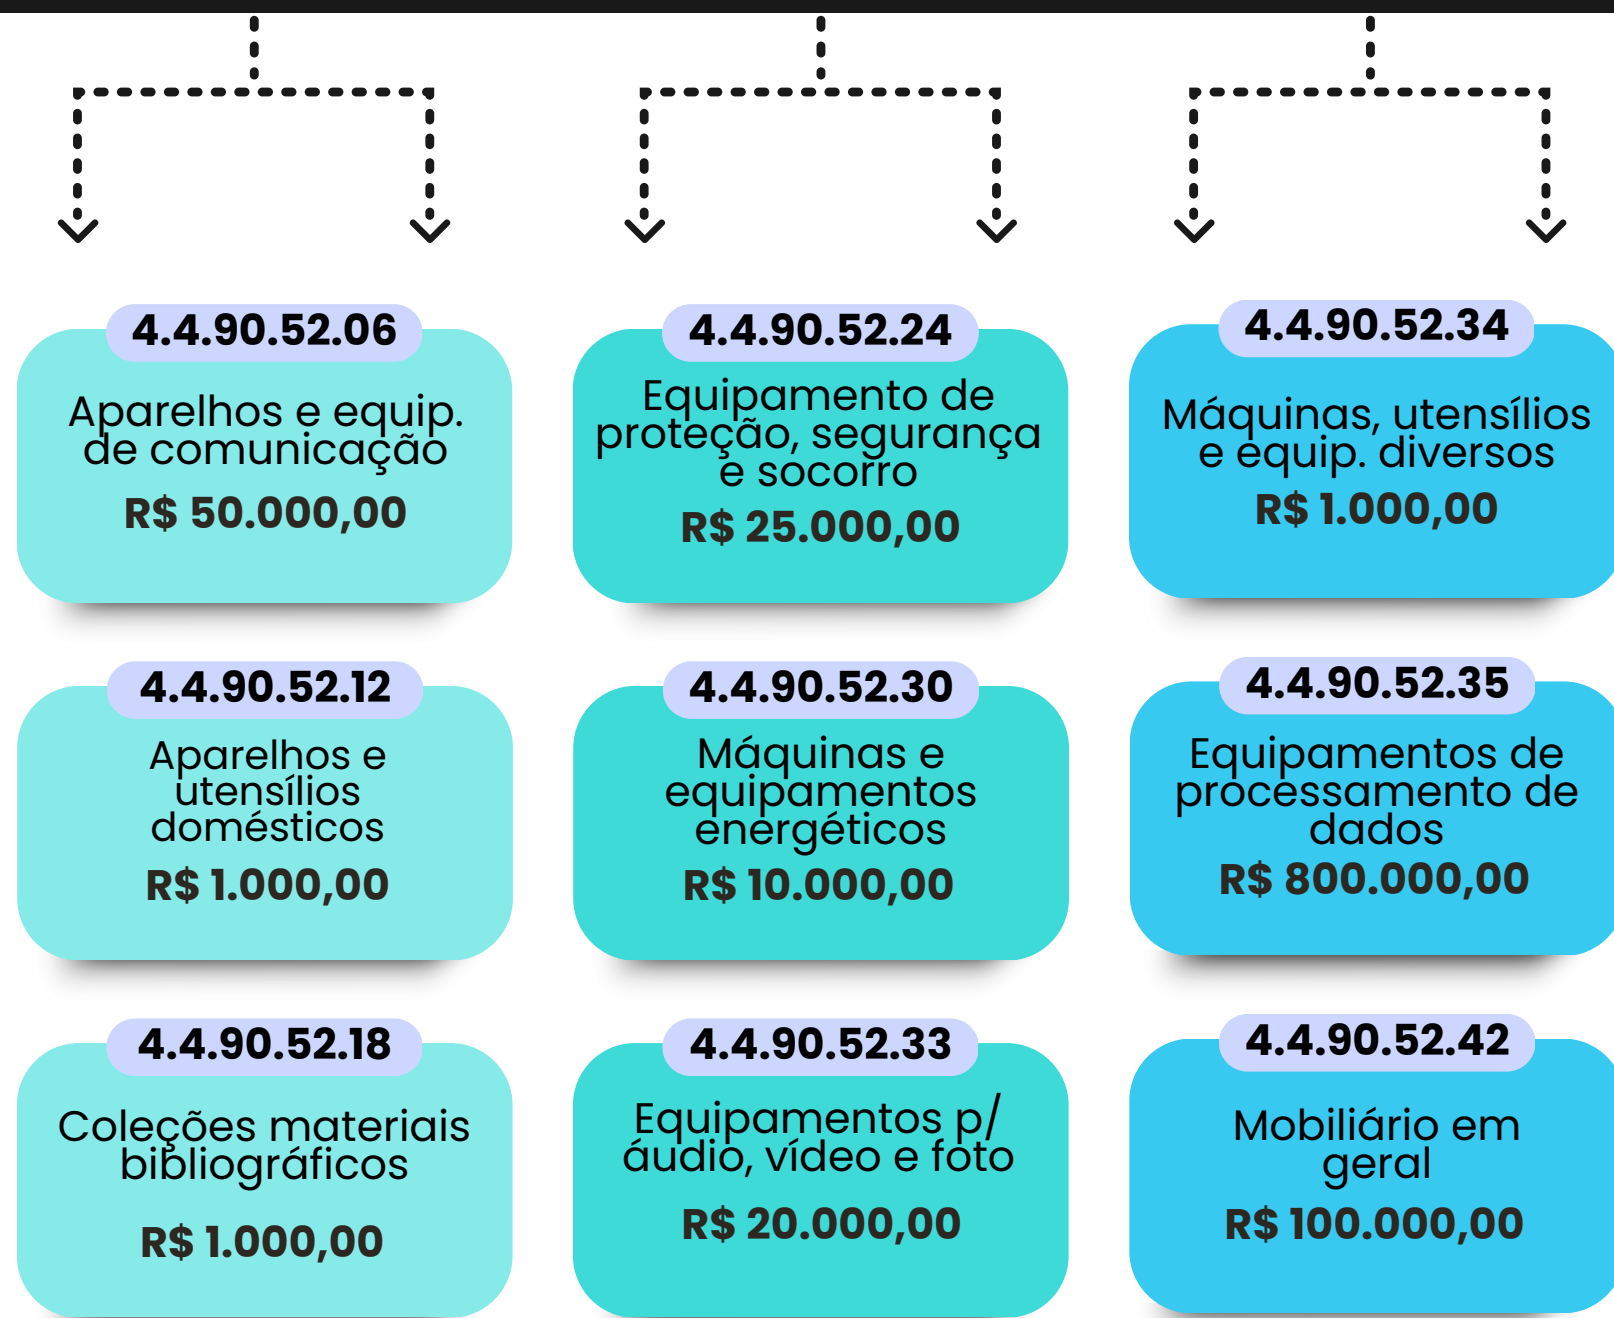 4.4.90.52.06
Aparelhos e equip.
de comunicação
R$ 50.000,00
4.4.90.52.24
Equipamento de
proteção, segurança
e socorro
R$ 25.000,00
4.4.90.52.34
Máquinas, utensílios
e equip. diversos
R$ 1.000,00
4.4.90.52.12
Aparelhos e
utensílios
domésticos
R$ 1.000,00
4.4.90.52.30
Máquinas e
equipamentos
energéticos
R$ 10.000,00
4.4.90.52.35
Equipamentos de
processamento de
dados
R$ 800.000,00
4.4.90.52.18
Coleções materiais
bibliográficos
R$ 1.000,00
4.4.90.52.33
Equipamentos p/
áudio, vídeo e foto
R$ 20.000,00
4.4.90.52.42
Mobiliário em
geral
R$ 100.000,00